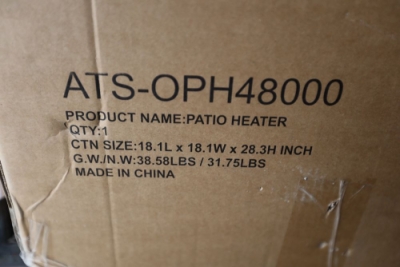 ATS-OPH48000
PRODUCT NAME:PATIO HEATER
QTY:1
CTN SIZE:18.1L x 18.1W x 28.3H INCH
G.W./N.W:38.58LBS / 31.75LBS
MADE IN CHINA